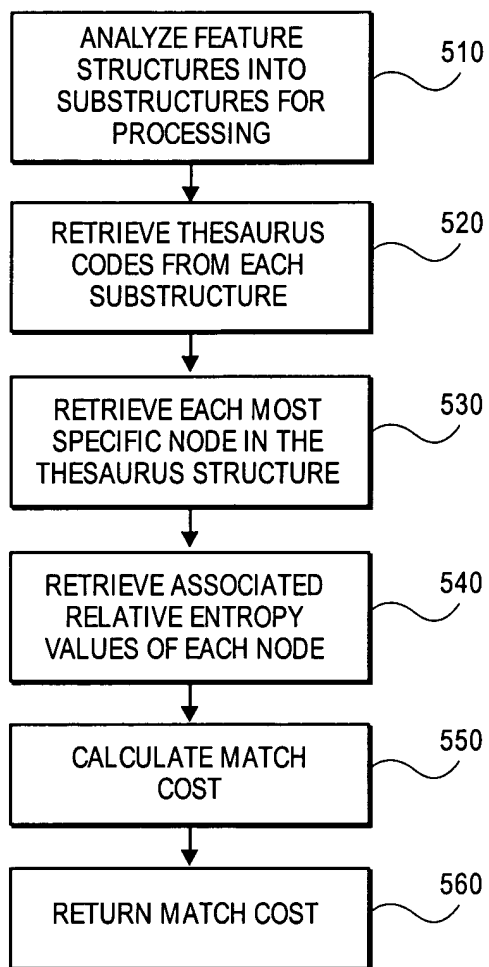 ANALYZE FEATURE
STRUCTURES INTO
SUBSTRUCTURES FOR
PROCESSING
510
RETRIEVE THESAURUS
CODES FROM EACH
SUBSTRUCTURE
520
RETRIEVE EACH MOST
SPECIFIC NODE IN THE
THESAURUS STRUCTURE
530
RETRIEVE ASSOCIATED
RELATIVE ENTROPY
VALUES OF EACH NODE
540
CALCULATE MATCH
COST
550
RETURN MATCH COST
560